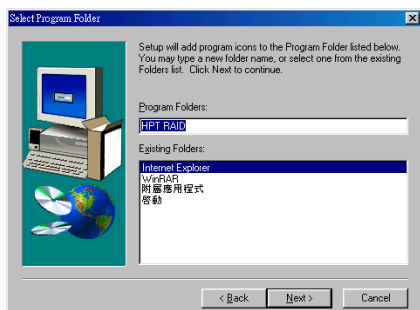 Select Program Folder
Setup will add program icons to the Program Folder listed below.
You may type a new folder name, or select one from the existing
Folders list. Click Next to continue.
Program Folders:
HPT RAID
Existing Folders:
Internet Explorer
WinRAR
附屬應用程式
啓動
< Back
Next >
Cancel